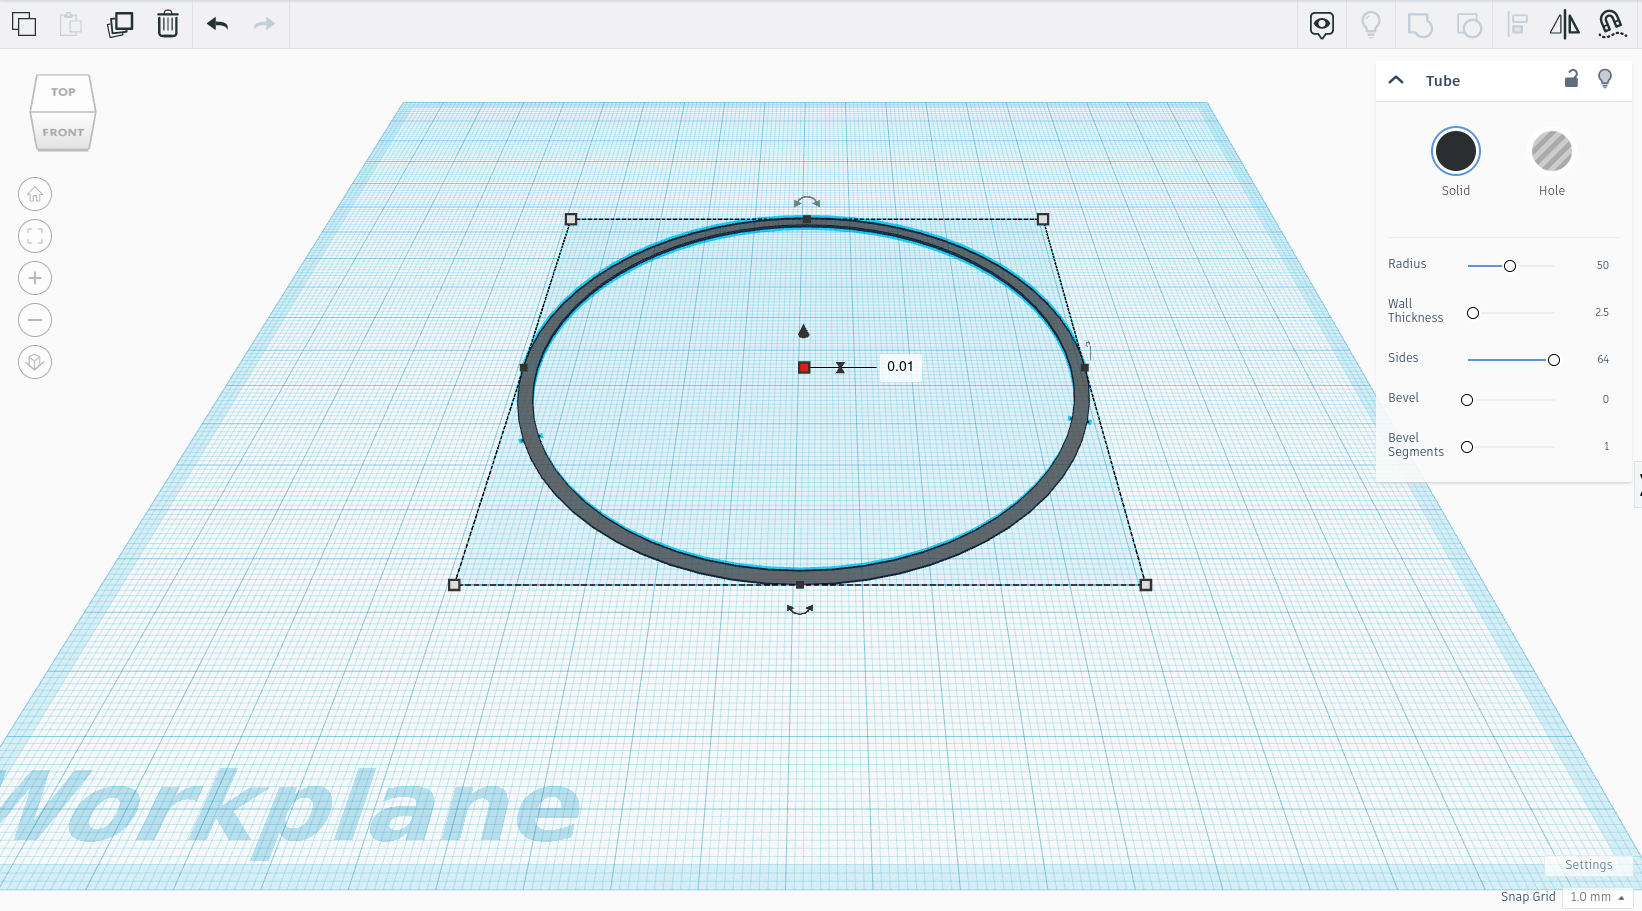 TOP
FRONT
Tube
Solid
Hole
Radius 50
Wall
Thickness 2.5
Sides 64
Bevel 0
Bevel
Segments 1
0.01
Workplane
Settings
Snap Grid 1.0 mm